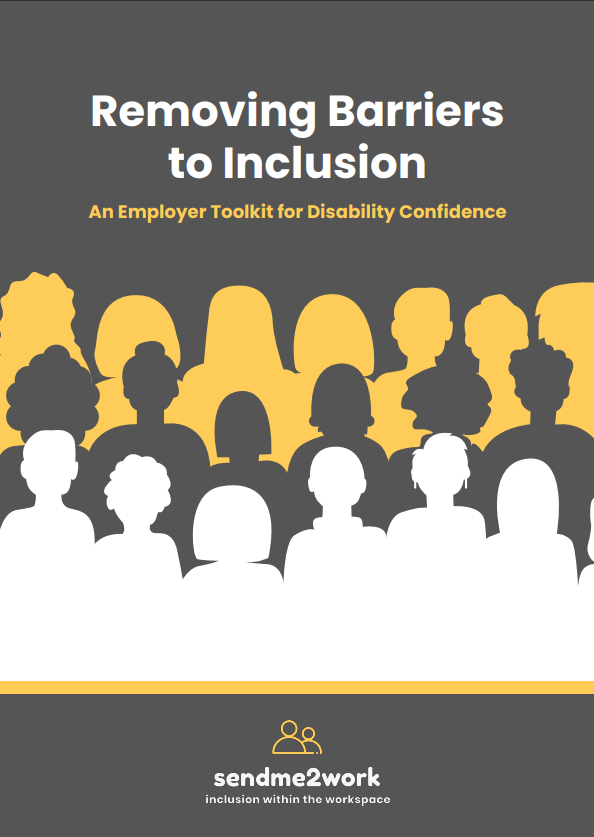 Removing Barriers
to Inclusion
An Employer Toolkit for Disability Confidence
sendme2work
inclusion within the workspace